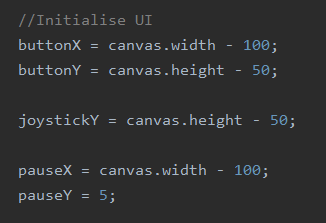 //Initialise UI
buttonX = canvas.width - 100;
buttonY = canvas.height - 50;
joystickY = canvas.height - 50;
pauseX = canvas.width - 100;
pauseY = 5;